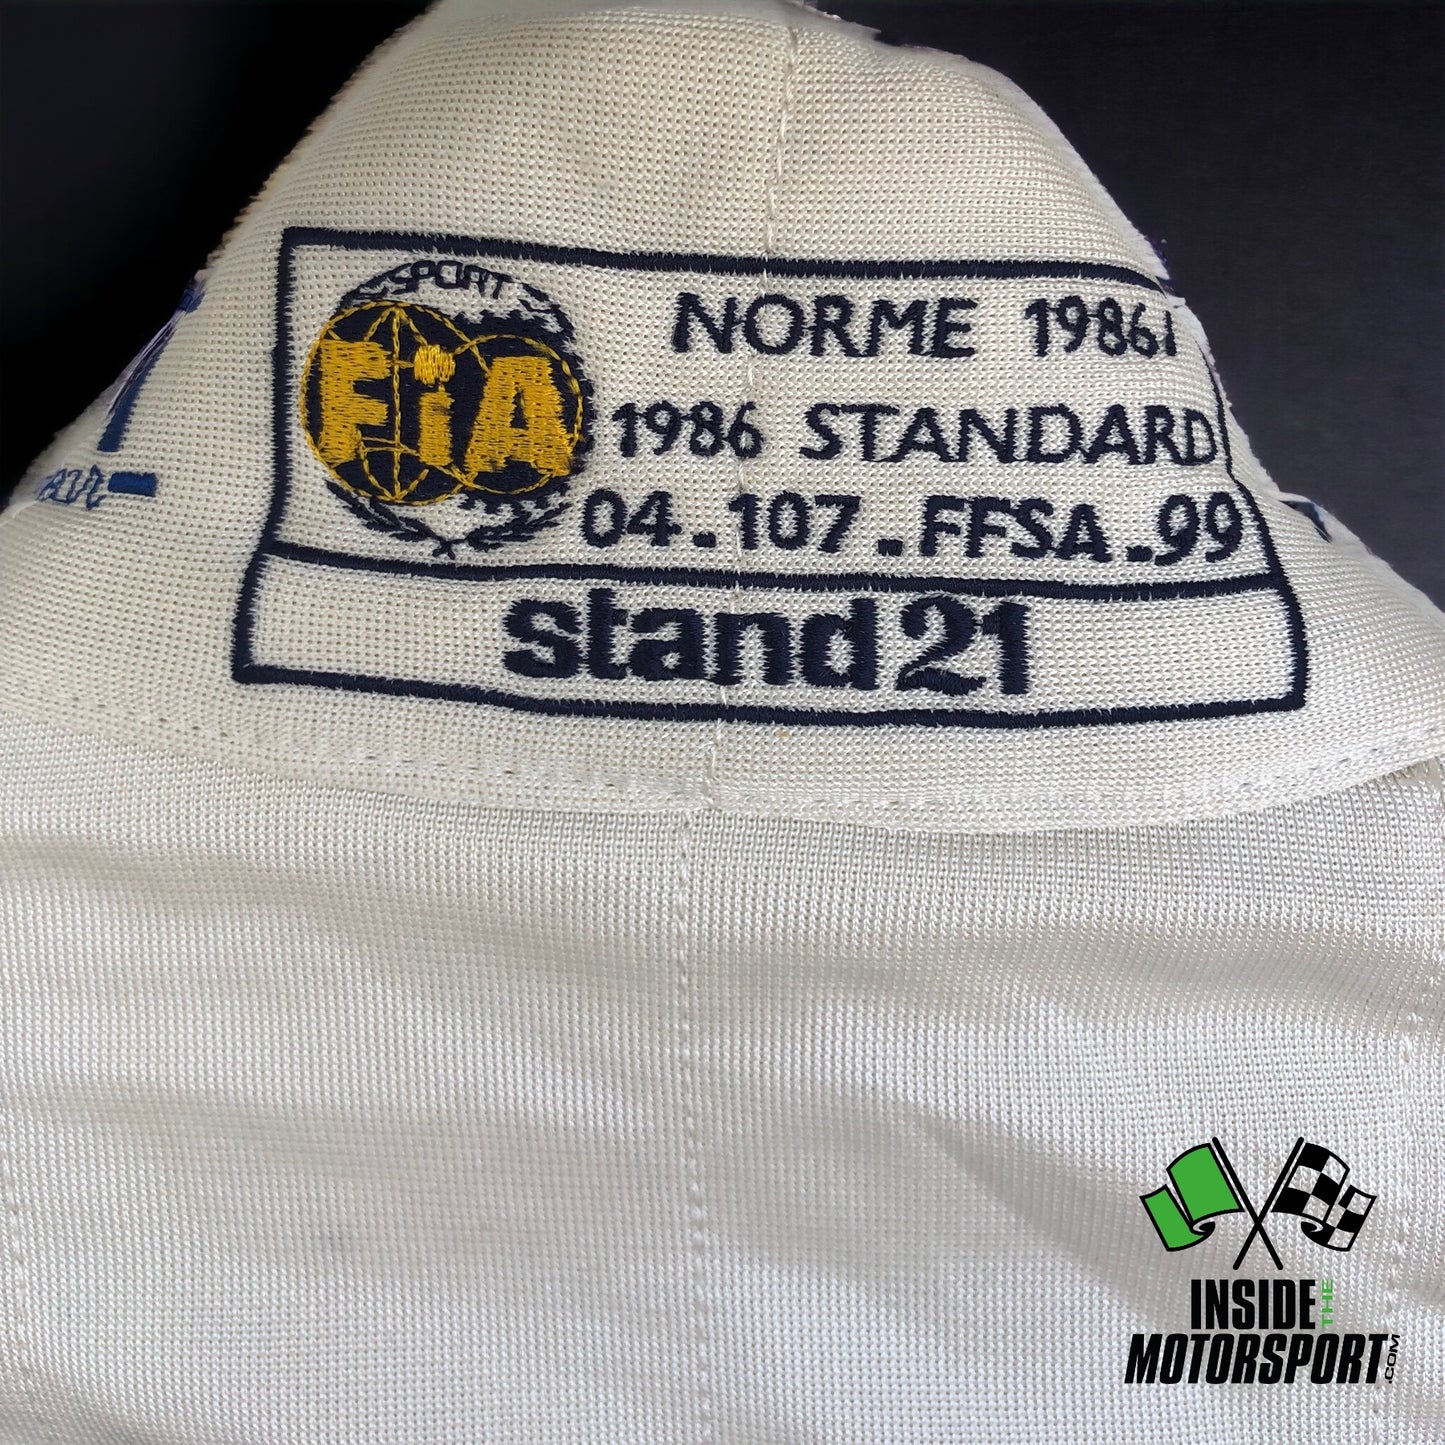 SPORT
FiA
NORME 1986/
1986 STANDARD
04.107.FFSA.99
stand21
INSIDE THE
MOTORSPORT.COM